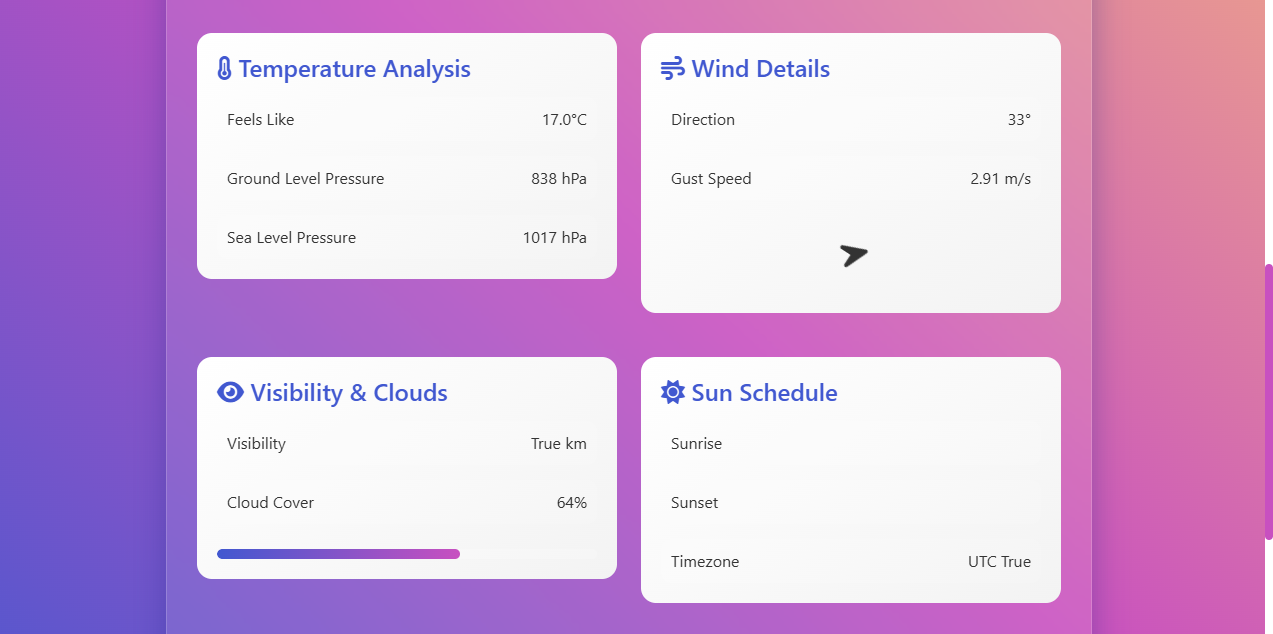 Temperature Analysis
Feels Like 17.0°C
Ground Level Pressure 838 hPa
Sea Level Pressure 1017 hPa
Wind Details
Direction 33°
Gust Speed 2.91 m/s
Visibility & Clouds
Visibility True km
Cloud Cover 64%
Sun Schedule
Sunrise
Sunset
Timezone UTC True